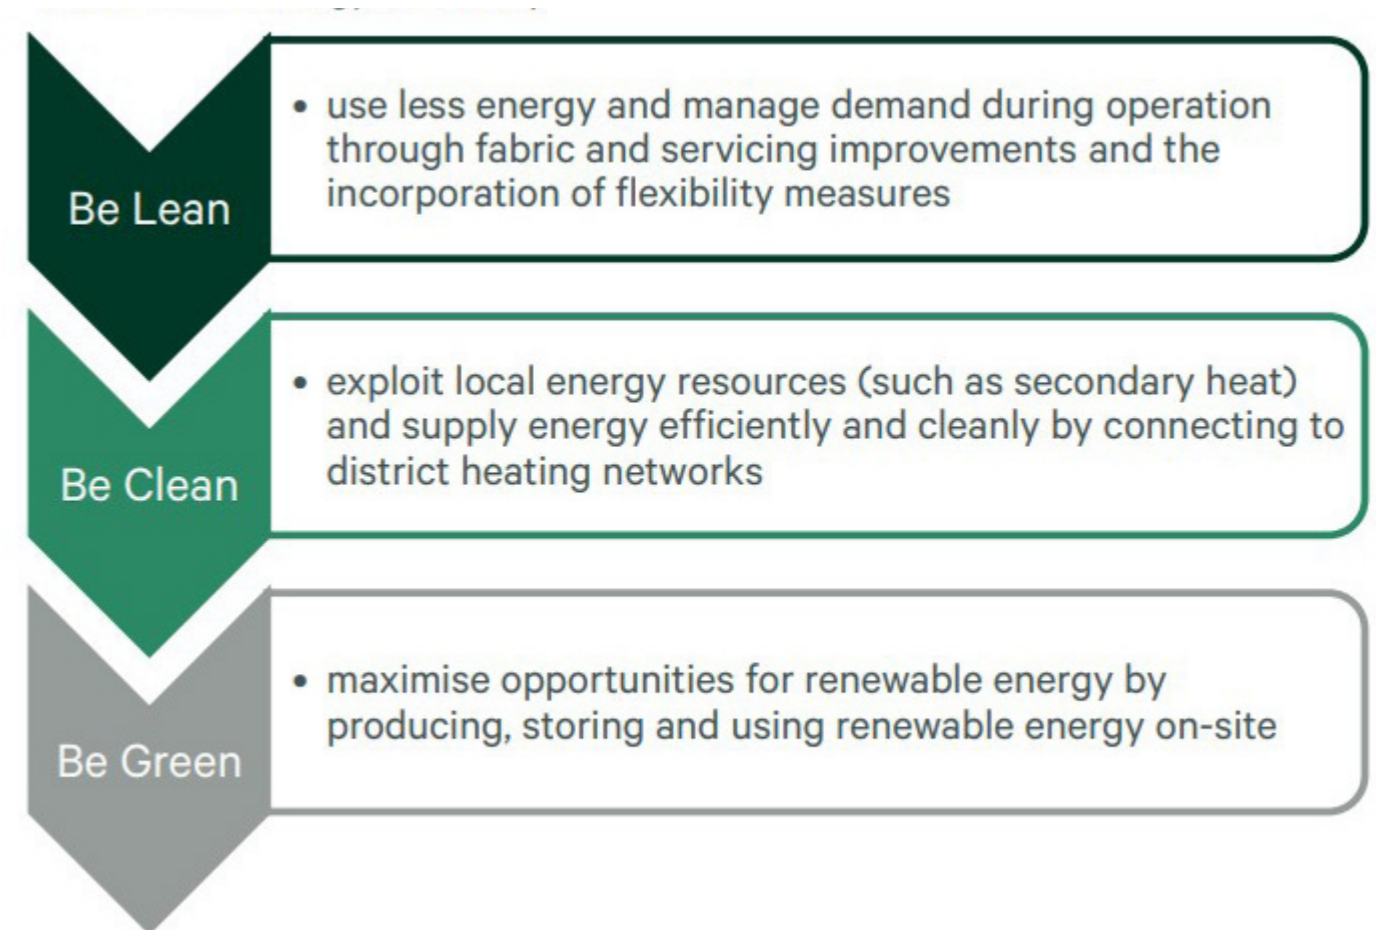 Be Lean
• use less energy and manage demand during operation
through fabric and servicing improvements and the
incorporation of flexibility measures
Be Clean
• exploit local energy resources (such as secondary heat)
and supply energy efficiently and cleanly by connecting to
district heating networks
Be Green
• maximise opportunities for renewable energy by
producing, storing and using renewable energy on-site